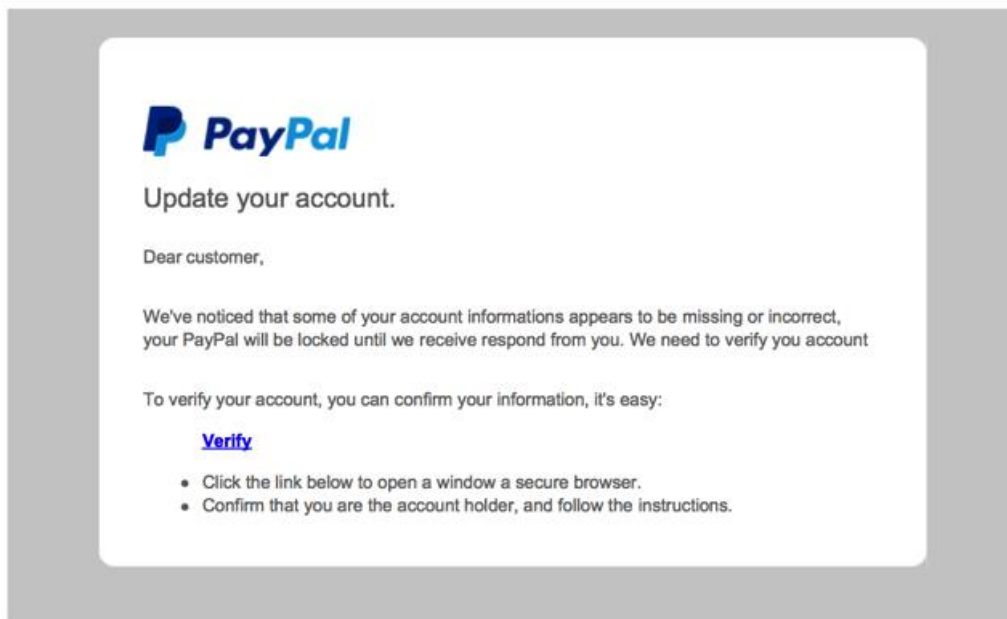 PayPal
Update your account.
Dear customer,
We've noticed that some of your account informations appears to be missing or incorrect,
your PayPal will be locked until we receive respond from you. We need to verify you account
To verify your account, you can confirm your information, it's easy:
Verify
• Click the link below to open a window a secure browser.
• Confirm that you are the account holder, and follow the instructions.